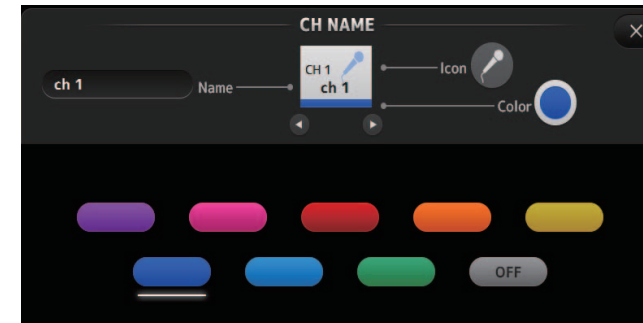 CH NAME
ch 1
Name
CH 1
ch 1
Icon
Color
OFF